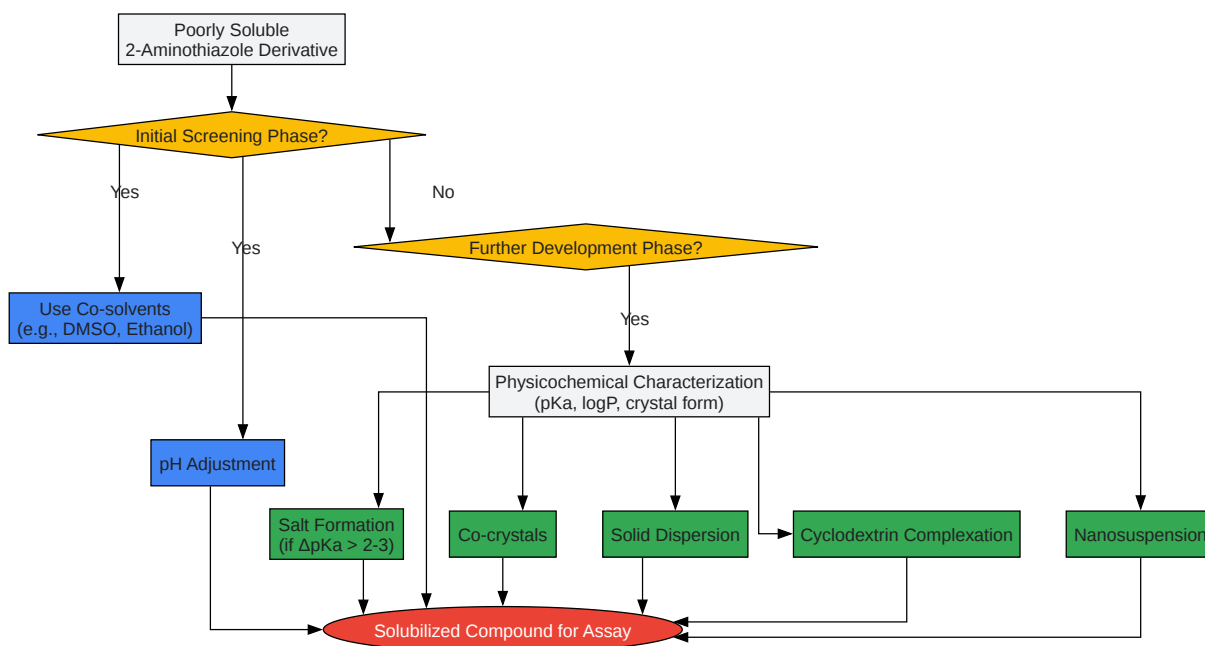 Poorly Soluble
2-Aminothiazole Derivative
Initial Screening Phase?
Yes
No
Yes
Further Development Phase?
Use Co-solvents
(e.g., DMSO, Ethanol)
Yes
Physicochemical Characterization
(pKa, logP, crystal form)
pH Adjustment
Salt Formation
(if ΔpKa > 2-3)
Co-crystals
Solid Dispersion
Cyclodextrin Complexation
Nanosuspension
Solubilized Compound for Assay